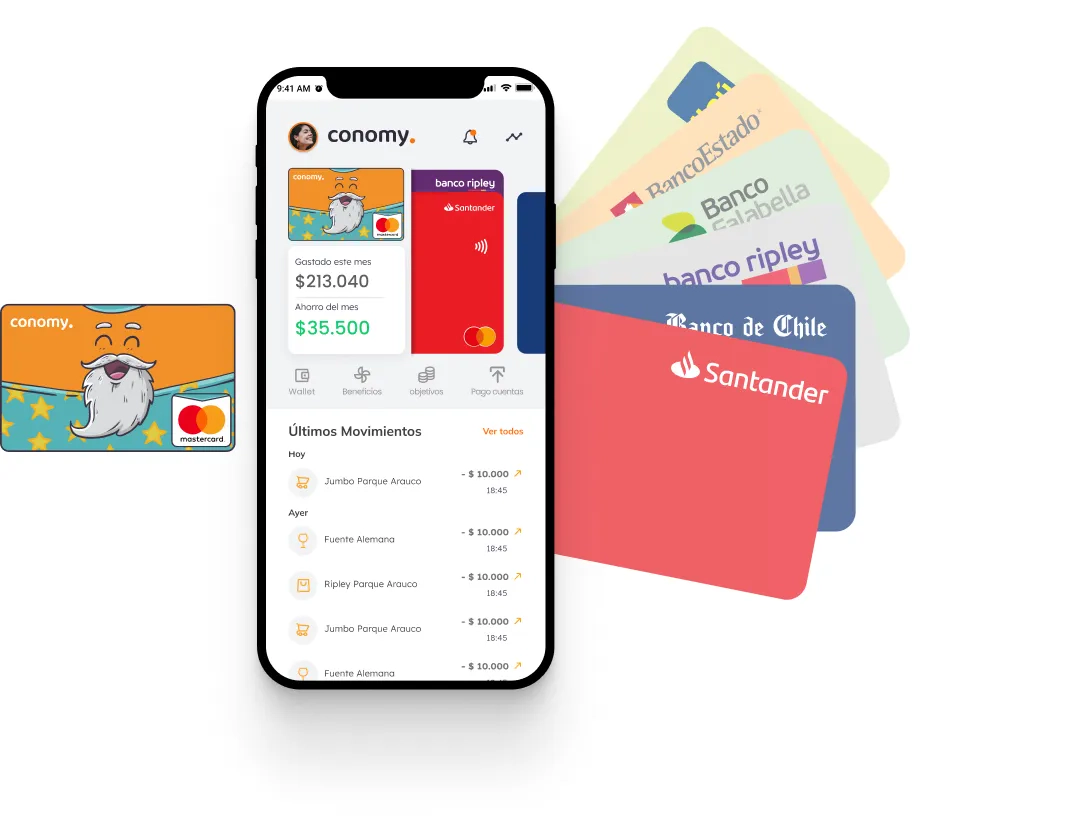 9:41 AM
conomy.
conomy.
banco ripley
Santander
mastercard
Gastado este mes
$213.040
Ahorro del mes
$35.500
Wallet
Beneficios
objetivos
Pago cuentas
Últimos Movimientos
Ver todos
Hoy
Jumbo Parque Arauco
- $ 10.000
18:45
Ayer
Fuente Alemana
- $ 10.000
18:45
Ripley Parque Arauco
- $ 10.000
18:45
Jumbo Parque Arauco
- $ 10.000
18:45
Fuente Alemana
- $ 10.000
conomy.
mastercard.
BancoEstado*
Banco
Falabella
banco ripley
Banco de Chile
Santander